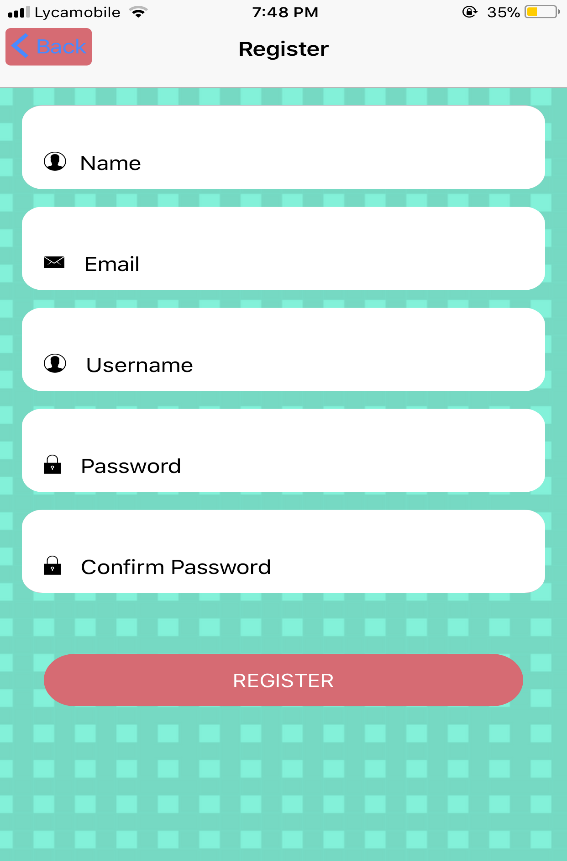 Lycamobile 7:48 PM 35%
Back Register
Name
Email
Username
Password
Confirm Password
REGISTER